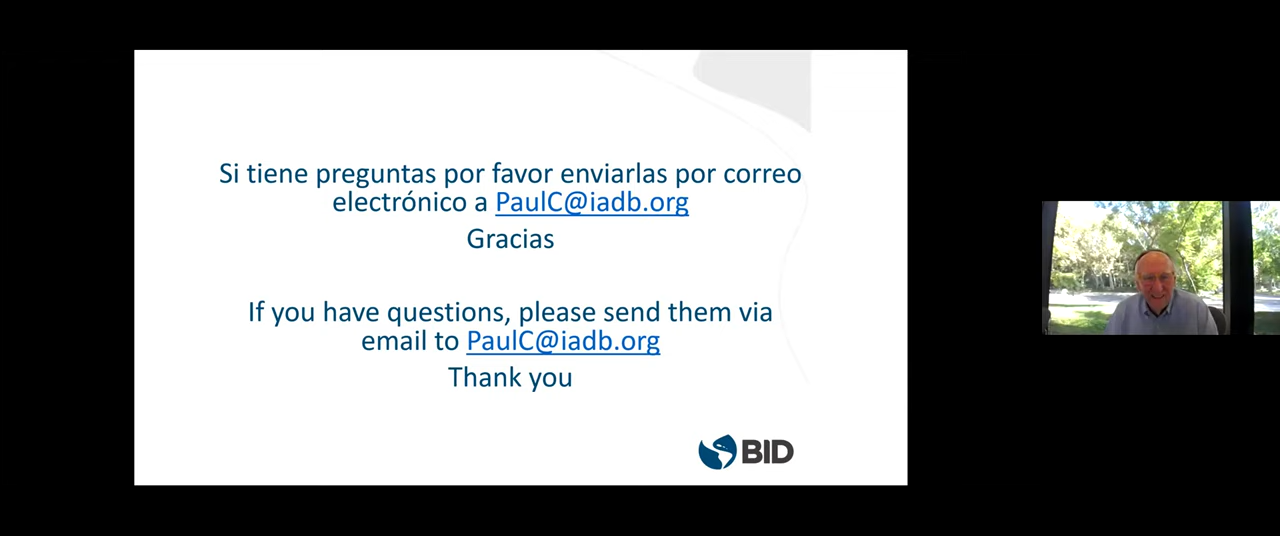 Si tiene preguntas por favor enviarlas por correo
electrónico a PaulC@iadb.org
Gracias
If you have questions, please send them via
email to PaulC@iadb.org
Thank you
BID